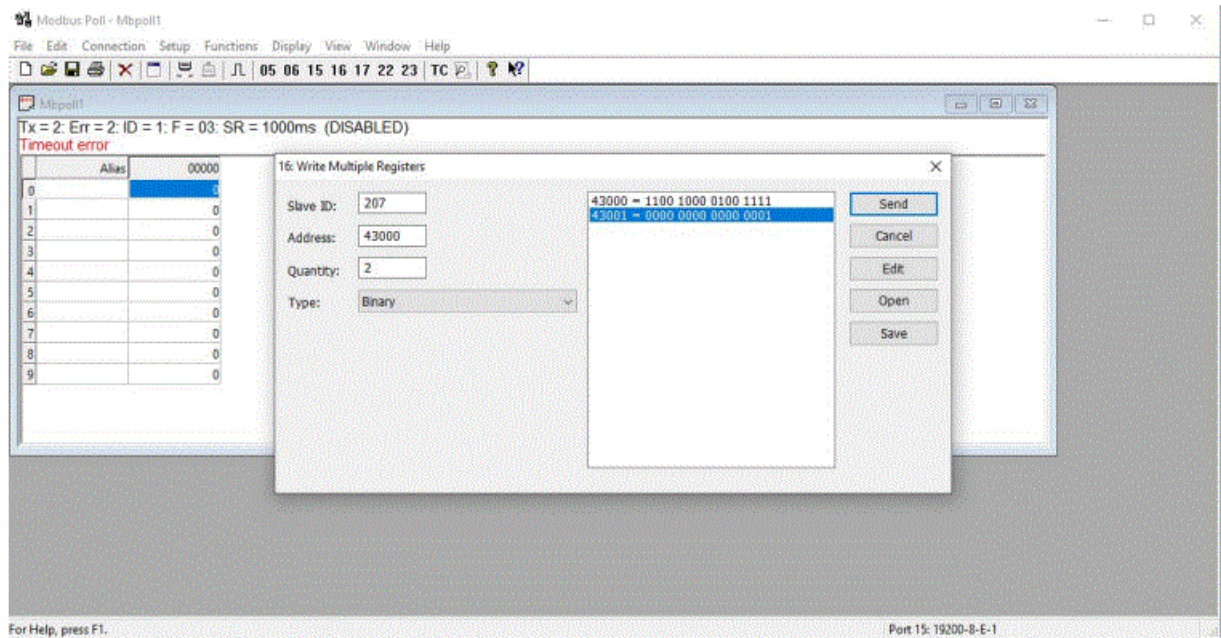 Modbus Poll - Mbpoll1
File Edit Connection Setup Functions Display View Window Help
05 06 15 16 17 22 23 TC
Mbpoll1
Tx = 2: Err = 2: ID = 1: F = 03: SR = 1000ms (DISABLED)
Timeout error
Alias 00000
0 0
1 0
2 0
3 0
4 0
5 0
6 0
7 0
8 0
9 0
16: Write Multiple Registers
Slave ID: 207
Address: 43000
Quantity: 2
Type: Binary
43000 = 1100 1000 0100 1111
43001 = 0000 0000 0000 0001
Send
Cancel
Edit
Open
Save
For Help, press F1.
Port 15: 19200-8-E-1